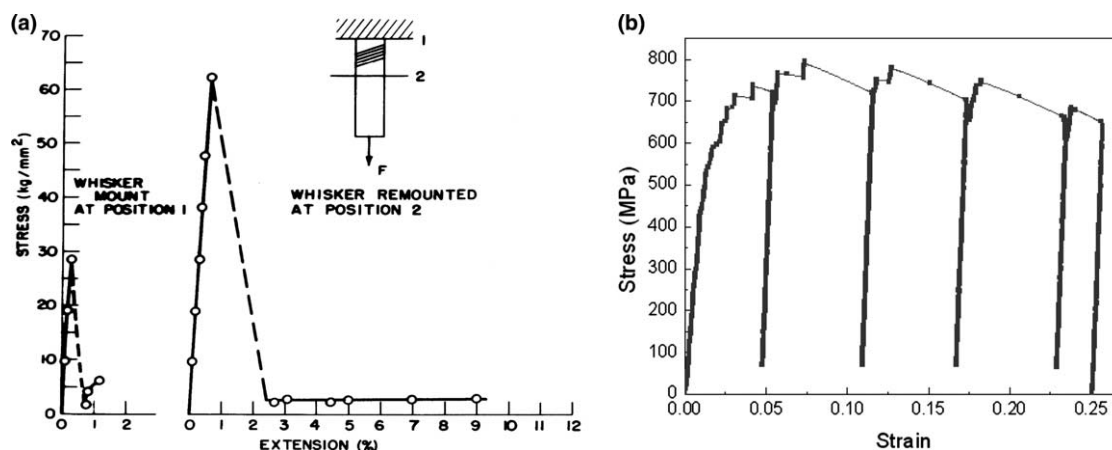 (a)
70
60
50
40
30
20
10
0
STRESS (kg/mm²)
WHISKER
MOUNT
AT POSITION 1
1
2
F
WHISKER REMOUNTED
AT POSITION 2
0 1 2
0 1 2 3 4 5 6 7 8 9 10 11 12
EXTENSION (%)
(b)
800
700
600
500
400
300
200
100
0
Stress (MPa)
0.00 0.05 0.10 0.15 0.20 0.25
Strain